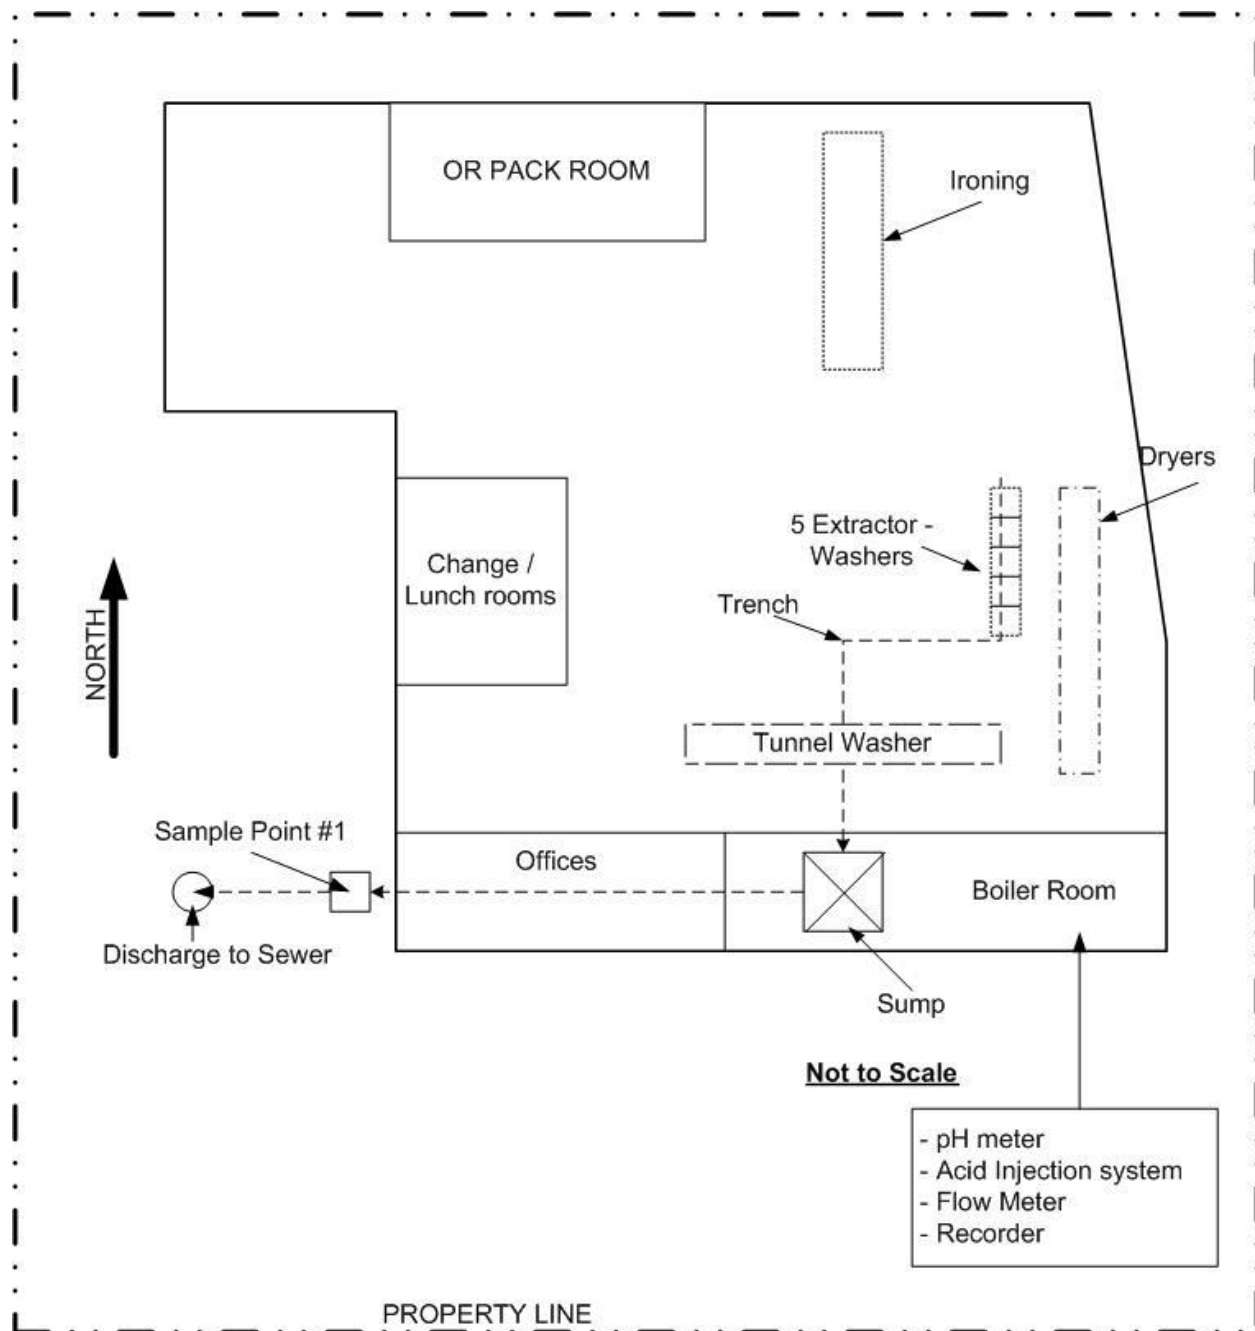 OR PACK ROOM
Ironing
Dryers
5 Extractor -
Washers
Change /
Lunch rooms
Trench
NORTH
Tunnel Washer
Sample Point #1
Offices
Boiler Room
Discharge to Sewer
Sump
Not to Scale
- pH meter
- Acid Injection system
- Flow Meter
- Recorder
PROPERTY LINE